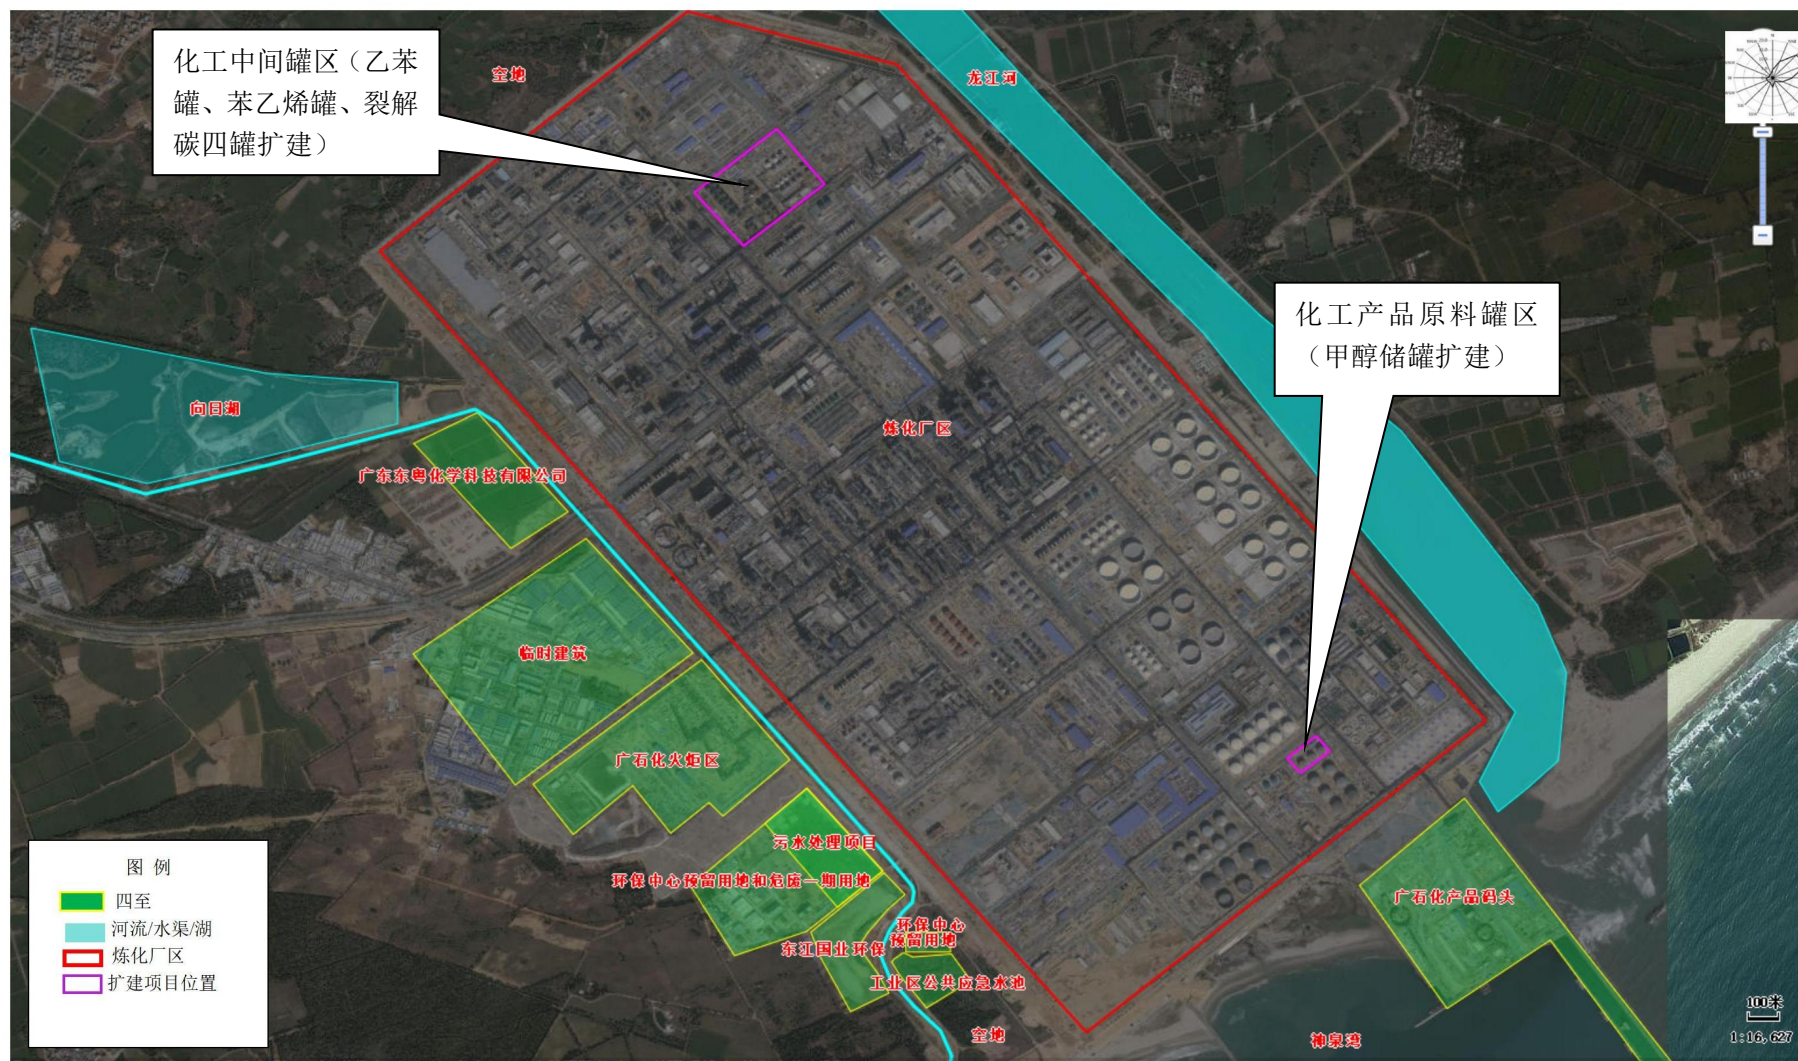 化工中间罐区（乙苯
罐、苯乙烯罐、裂解
碳四罐扩建）
空地
龙江河
化工产品原料罐区
（甲醇储罐扩建）
向日湖
炼化厂区
广东东粤化学科技有限公司
临时建筑
广石化火炬区
污水处理项目
环保中心预留用地和危废一期用地
广石化产品码头
环保中心
预留用地
东江国业环保
工业区公共应急水池
空地
神泉湾
图 例
四至
河流/水渠/湖
炼化厂区
扩建项目位置
100米
1:16,627